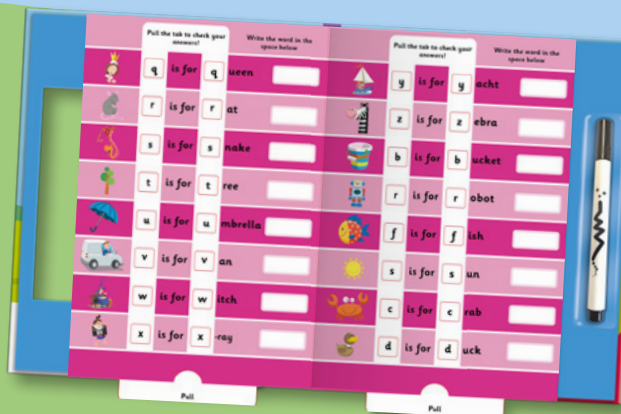 Pull the tab to check your
answers!
Write the word in the
space below
q is for q ueen
r is for r at
s is for s nake
t is for t ree
u is for u mbrella
v is for v an
w is for w itch
x is for x -ray
Pull
Pull the tab to check your
answers!
Write the word in the
space below
y is for y acht
z is for z ebra
b is for b ucket
r is for r obot
f is for f ish
s is for s un
c is for c rab
d is for d uck
Pull